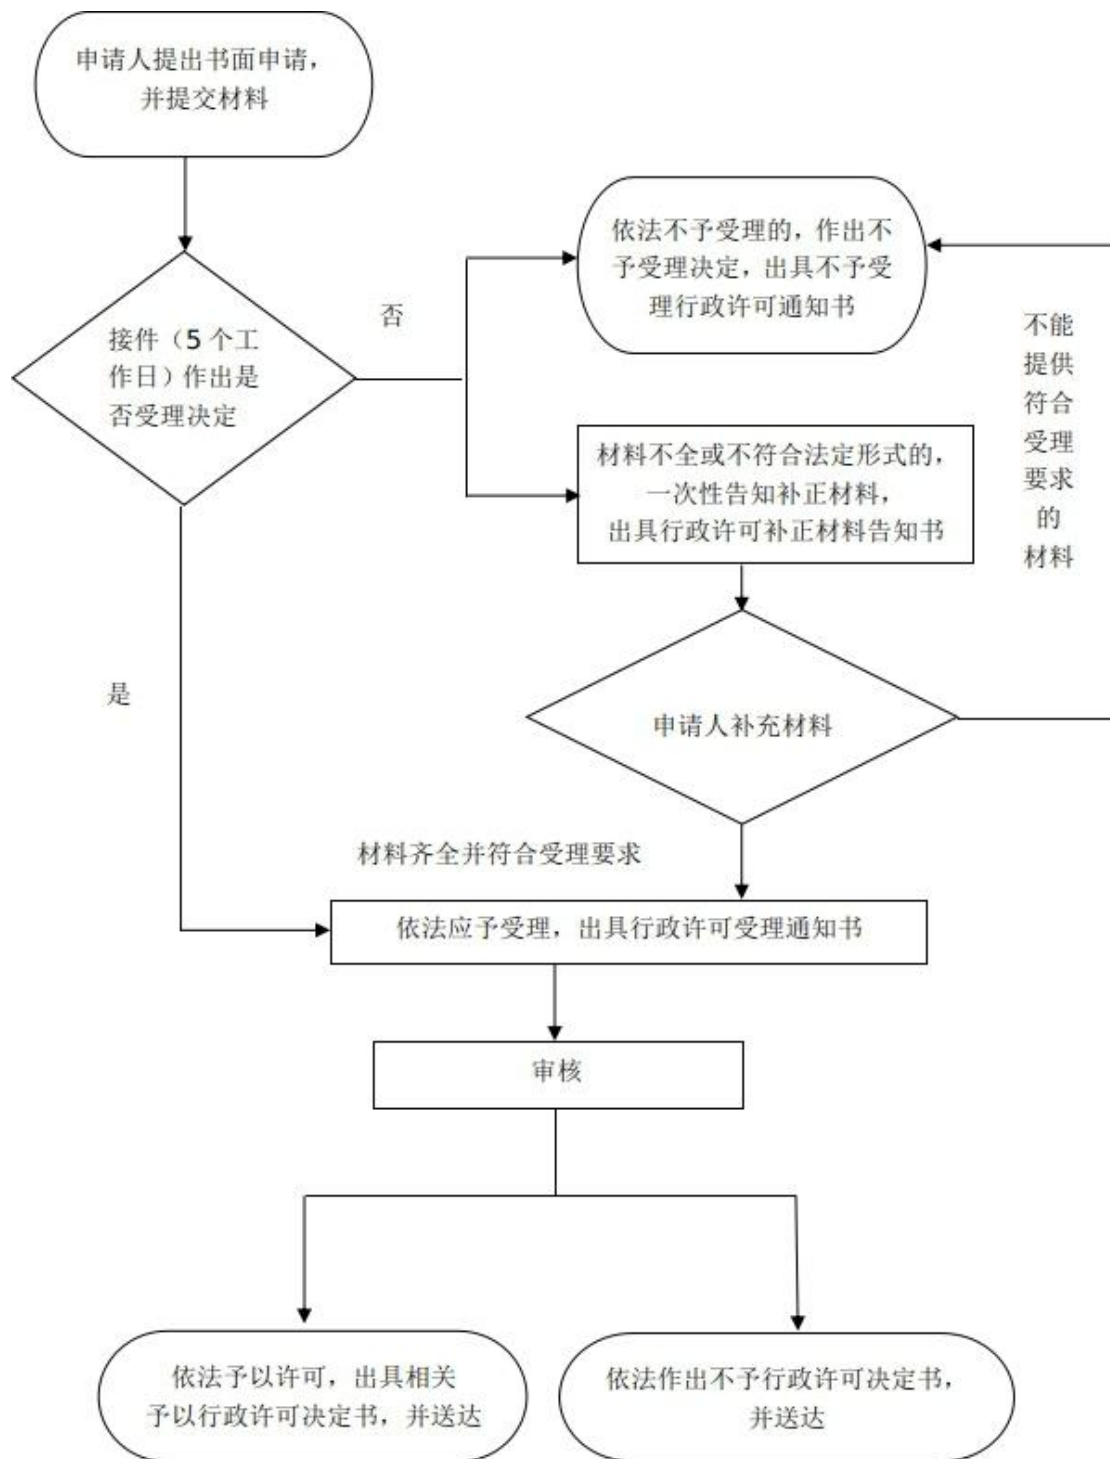 申请人提出书面申请，
并提交材料
依法不予受理的，作出不
予受理决定，出具不予受
理行政许可通知书
否
接件（5个工
作日）作出是
否受理决定
不能
提供
符合
受理
要求
的
材料
材料不全或不符合法定形式的，
一次性告知补正材料，
出具行政许可补正材料告知书
是
申请人补充材料
材料齐全并符合受理要求
依法应予受理，出具行政许可受理通知书
审核
依法予以许可，出具相关
予以行政许可决定书，并送达
依法作出不予行政许可决定书，
并送达